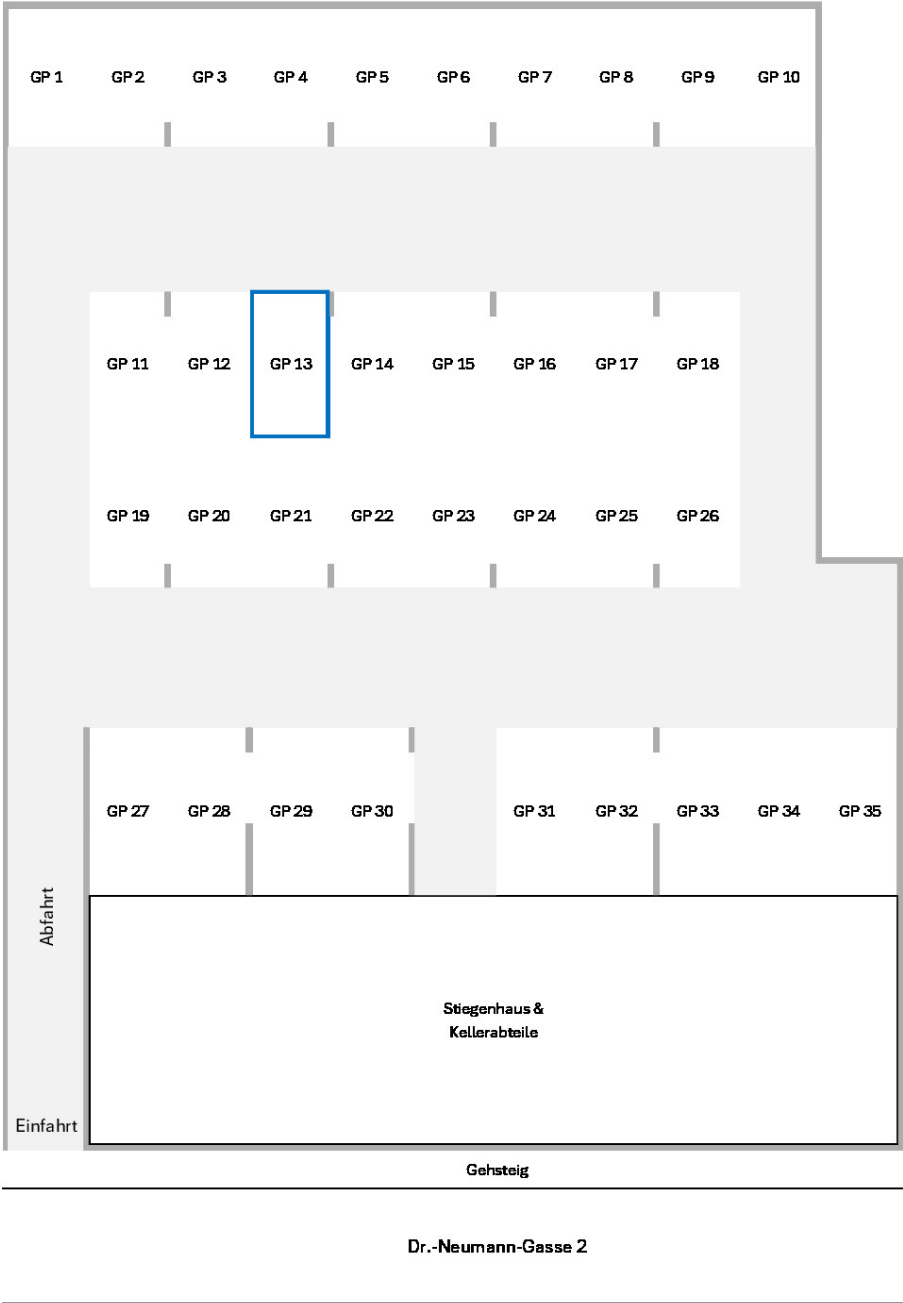 GP 1 GP 2 GP 3 GP 4 GP 5 GP 6 GP 7 GP 8 GP 9 GP 10
GP 11 GP 12 GP 13 GP 14 GP 15 GP 16 GP 17 GP 18
GP 19 GP 20 GP 21 GP 22 GP 23 GP 24 GP 25 GP 26
GP 27 GP 28 GP 29 GP 30 GP 31 GP 32 GP 33 GP 34 GP 35
Abfahrt
Stiegenhaus &
Kellerabteile
Einfahrt
Gehsteig
Dr.-Neumann-Gasse 2